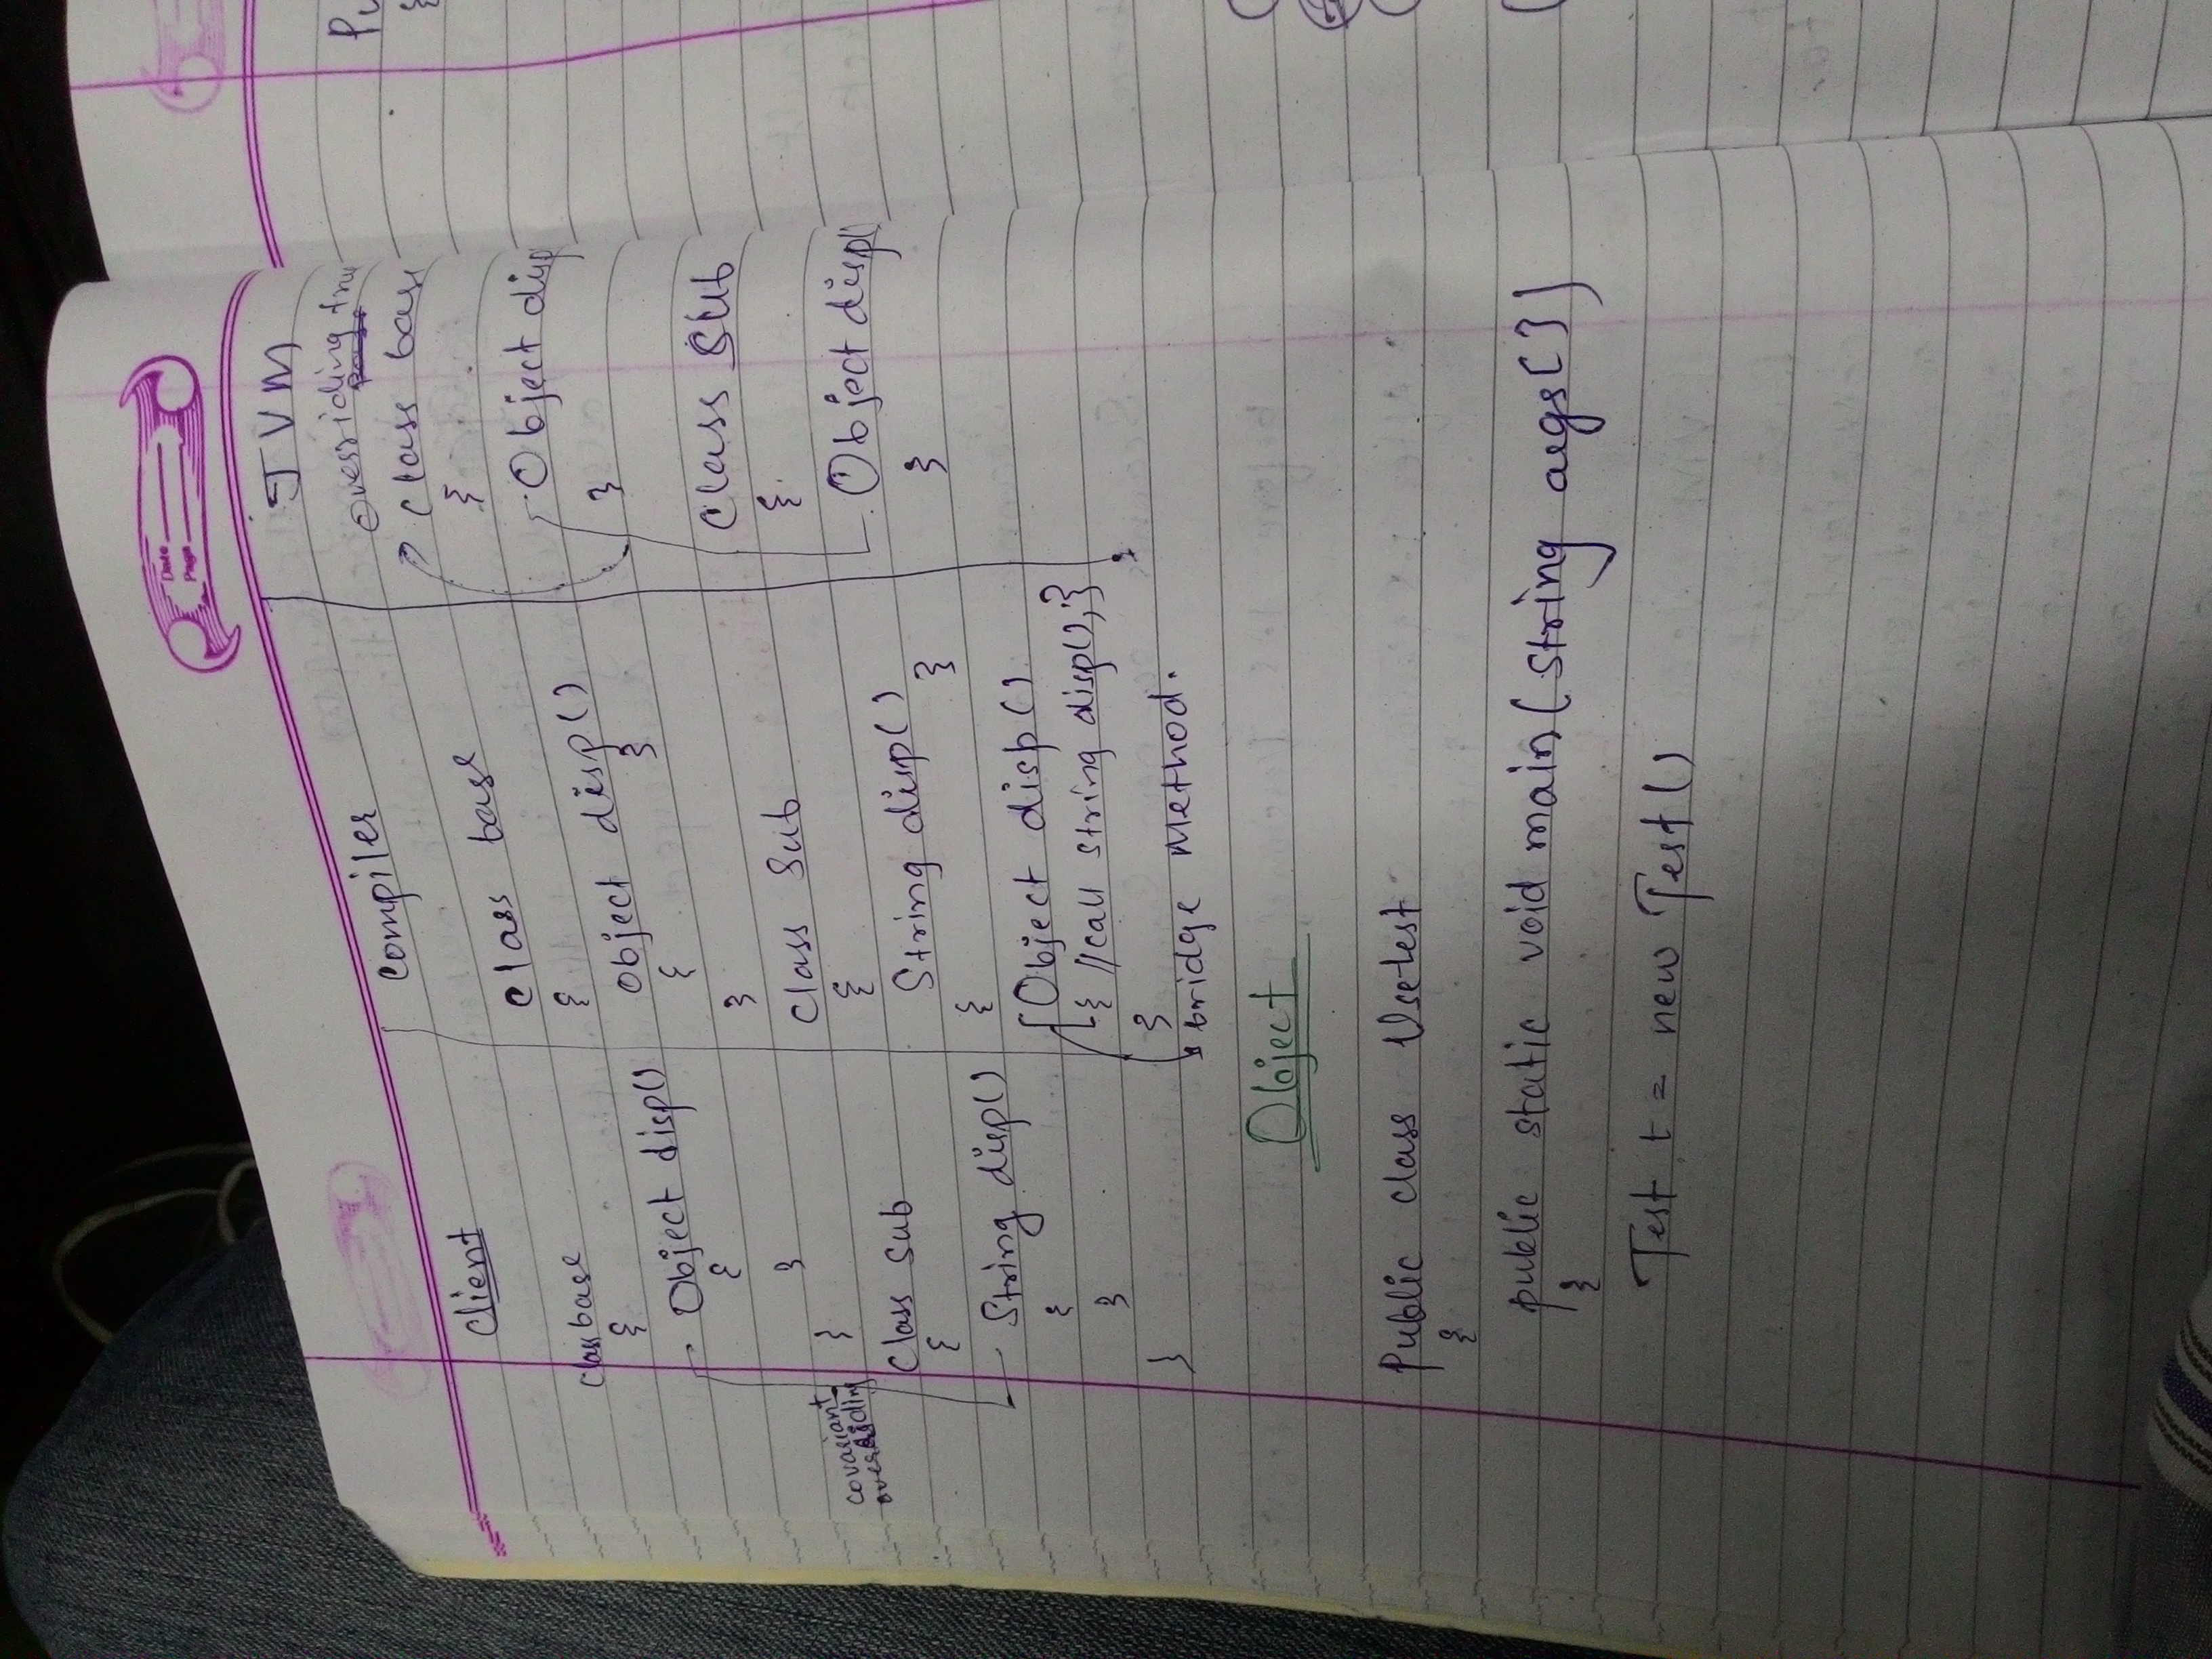 Date
Page
Client
class base
{
Object disp()
{
}
}
covariant
overriding
Class Sub
{
String disp()
{
}
}
Compiler
Class base
{
Object disp()
{ }
}
Class Sub
{
String disp()
{ }
Object disp()
{ //call string disp(); }
}
bridge Method.
JVM
Overriding true
Class base
{
Object disp
}
Class Sub
{
Object disp(
}
Object
Public class Usetest
{
public static void main(String args[])
{
Test t = new Test()